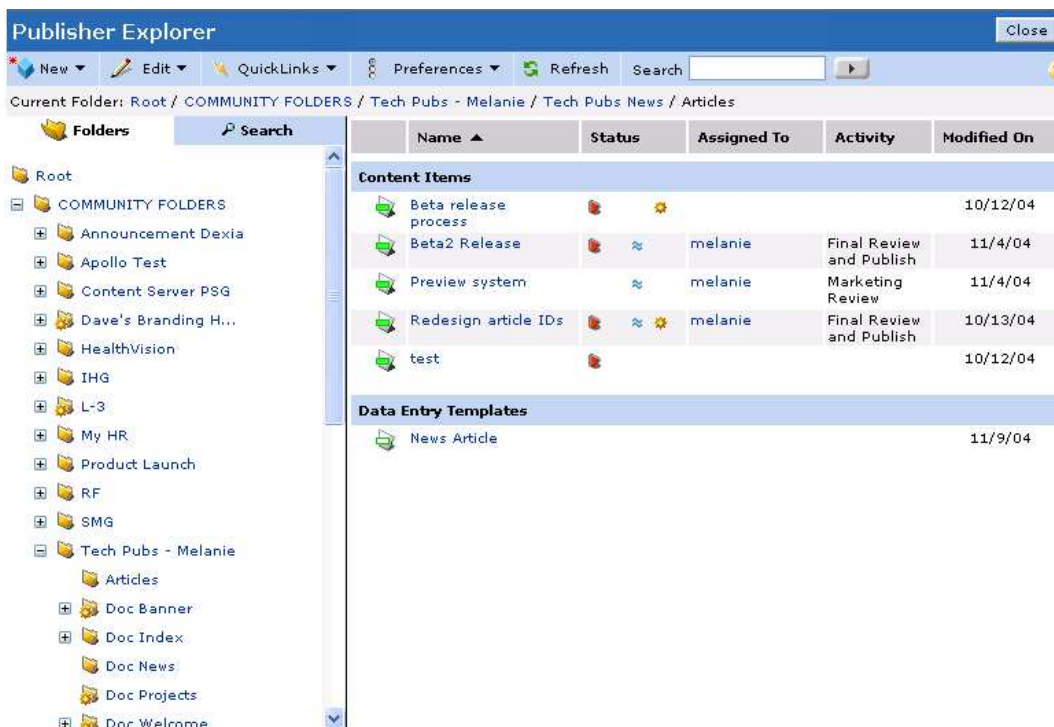 Publisher Explorer
Close
New Edit QuickLinks Preferences Refresh Search
Current Folder: Root / COMMUNITY FOLDERS / Tech Pubs - Melanie / Tech Pubs News / Articles
Folders Search
Root
COMMUNITY FOLDERS
Announcement Dexia
Apollo Test
Content Server PSG
Dave's Branding H...
HealthVision
IHG
L-3
My HR
Product Launch
RF
SMG
Tech Pubs - Melanie
Articles
Doc Banner
Doc Index
Doc News
Doc Projects
Doc Welcome
Name Status Assigned To Activity Modified On
Content Items
Beta release
process
10/12/04
Beta2 Release melanie Final Review
and Publish
11/4/04
Preview system melanie Marketing
Review
11/4/04
Redesign article IDs melanie Final Review
and Publish
10/13/04
test 10/12/04
Data Entry Templates
News Article 11/9/04